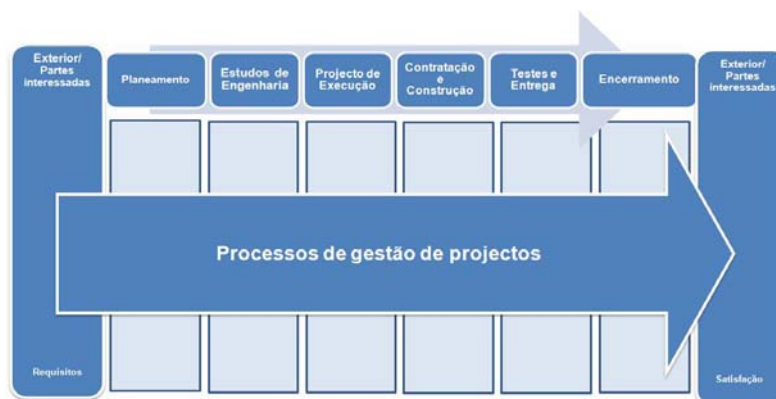 Exterior/
Partes
interessadas
Planeamento
Estudos de
Engenharia
Projecto de
Execução
Contratação
e
Construção
Testes e
Entrega
Encerramento
Exterior/
Partes
interessadas
Processos de gestão de projectos
Requisitos
Satisfação